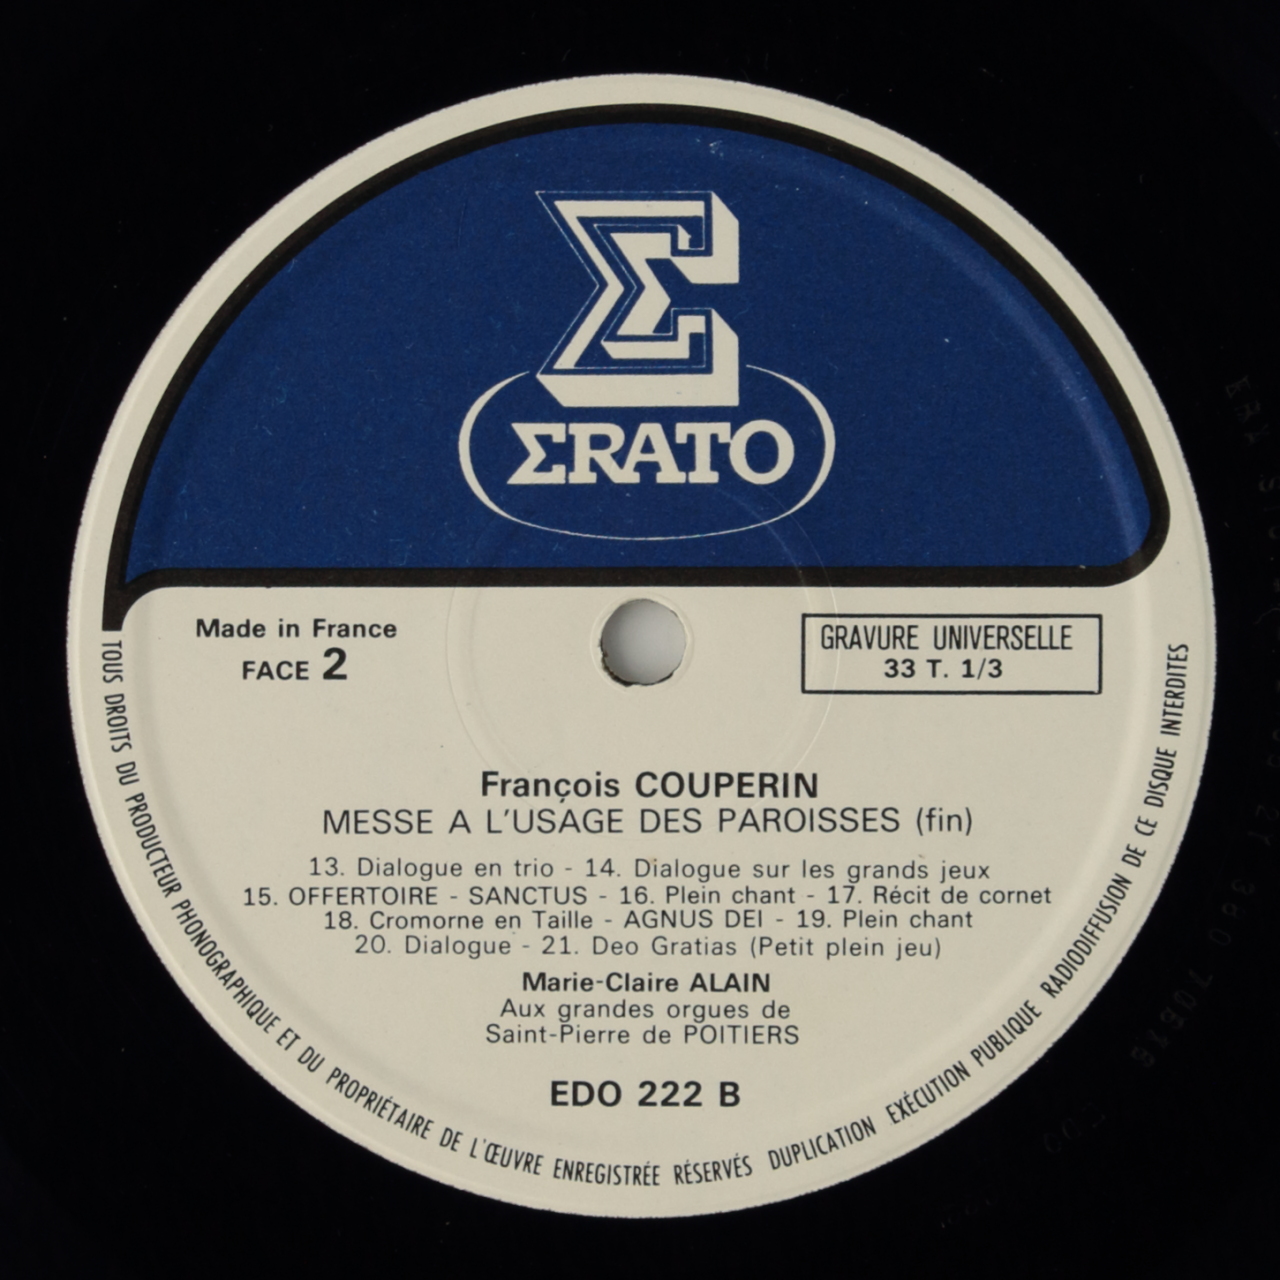 ΣRATO
Made in France
FACE 2
GRAVURE UNIVERSELLE
33 T. 1/3
François COUPERIN
MESSE A L'USAGE DES PAROISSES (fin)
13. Dialogue en trio - 14. Dialogue sur les grands jeux
15. OFFERTOIRE - SANCTUS - 16. Plein chant - 17. Récit de cornet
18. Cromorne en Taille - AGNUS DEI - 19. Plein chant
20. Dialogue - 21. Deo Gratias (Petit plein jeu)
Marie-Claire ALAIN
Aux grandes orgues de
Saint-Pierre de POITIERS
EDO 222 B
TOUS DROITS DU PRODUCTEUR PHONOGRAPHIQUE ET DU PROPRIÉTAIRE DE L'ŒUVRE ENREGISTRÉE RÉSERVÉS DUPLICATION EXÉCUTION PUBLIQUE RADIODIFFUSION DE CE DISQUE INTERDITES